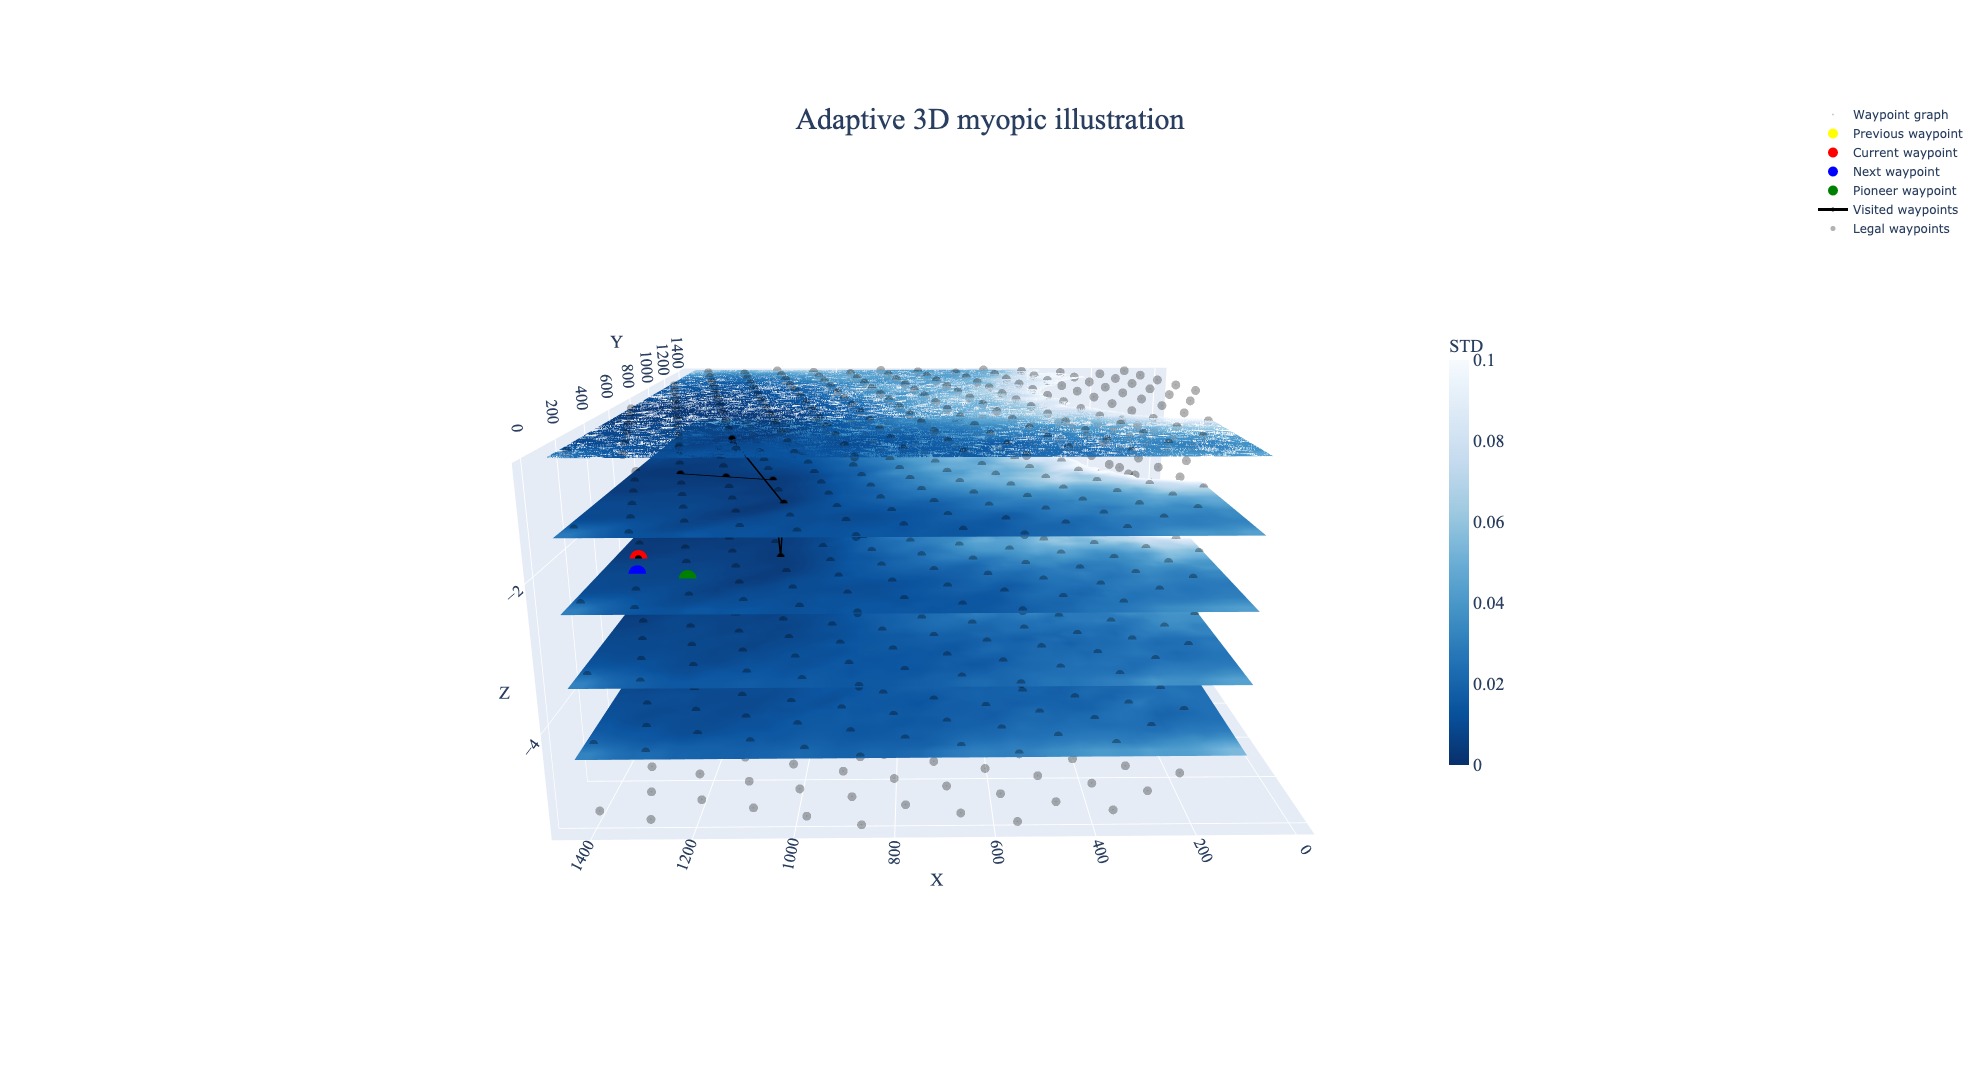 Adaptive 3D myopic illustration
Waypoint graph
Previous waypoint
Current waypoint
Next waypoint
Pioneer waypoint
Visited waypoints
Legal waypoints
Y
0
200
400
600
800
1000
1200
1400
STD
0.1
0.08
0.06
0.04
0.02
0
−2
Z
−4
1400
1200
1000
800
600
400
200
0
X